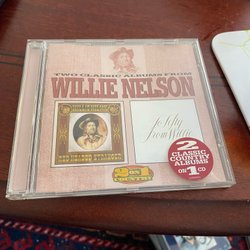 TWO CLASSIC ALBUMS FROM
WILLIE NELSON
RED HEADED STRANGER
To Lefty
from Willie
2 ON 1
COUNTRY
2
CLASSIC
COUNTRY
ALBUMS
ON
1 CD